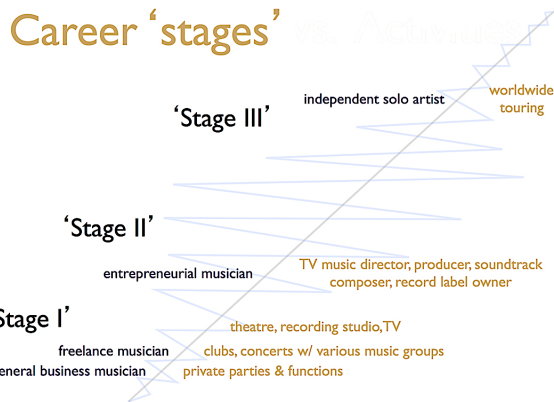 Career ‘stages’
independent solo artist
worldwide
touring
‘Stage III’
‘Stage II’
TV music director, producer, soundtrack
composer, record label owner
entrepreneurial musician
Stage I’
theatre, recording studio,TV
freelance musician
clubs, concerts w/ various music groups
eneral business musician
private parties & functions